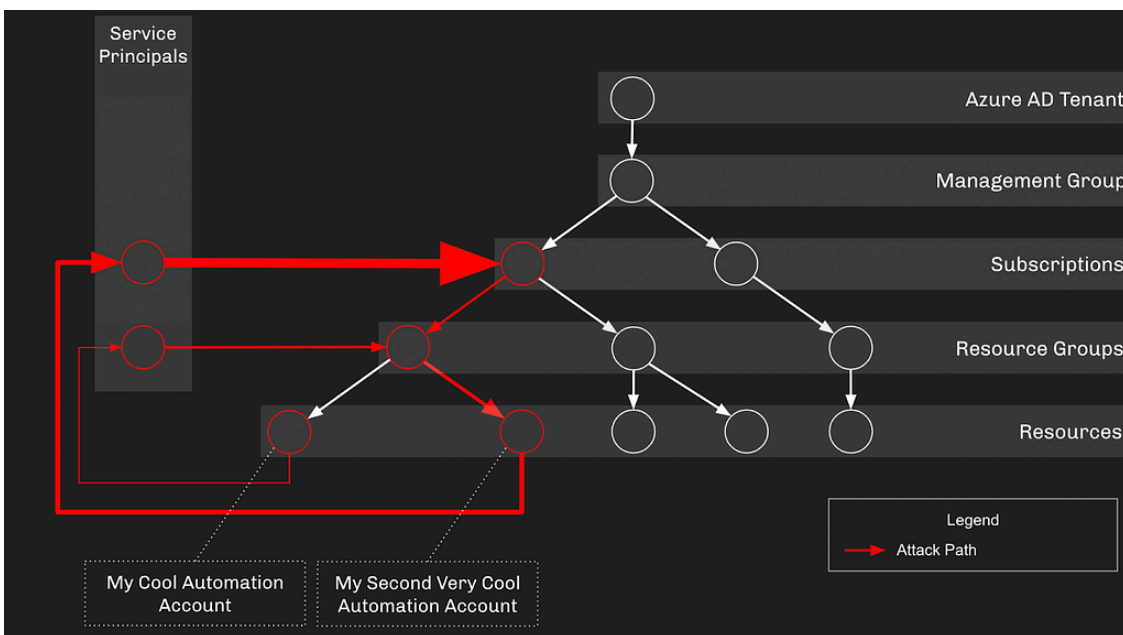 Service
Principals
Azure AD Tenant
Management Group
Subscriptions
Resource Groups
Resources
Legend
Attack Path
My Cool Automation
Account
My Second Very Cool
Automation Account